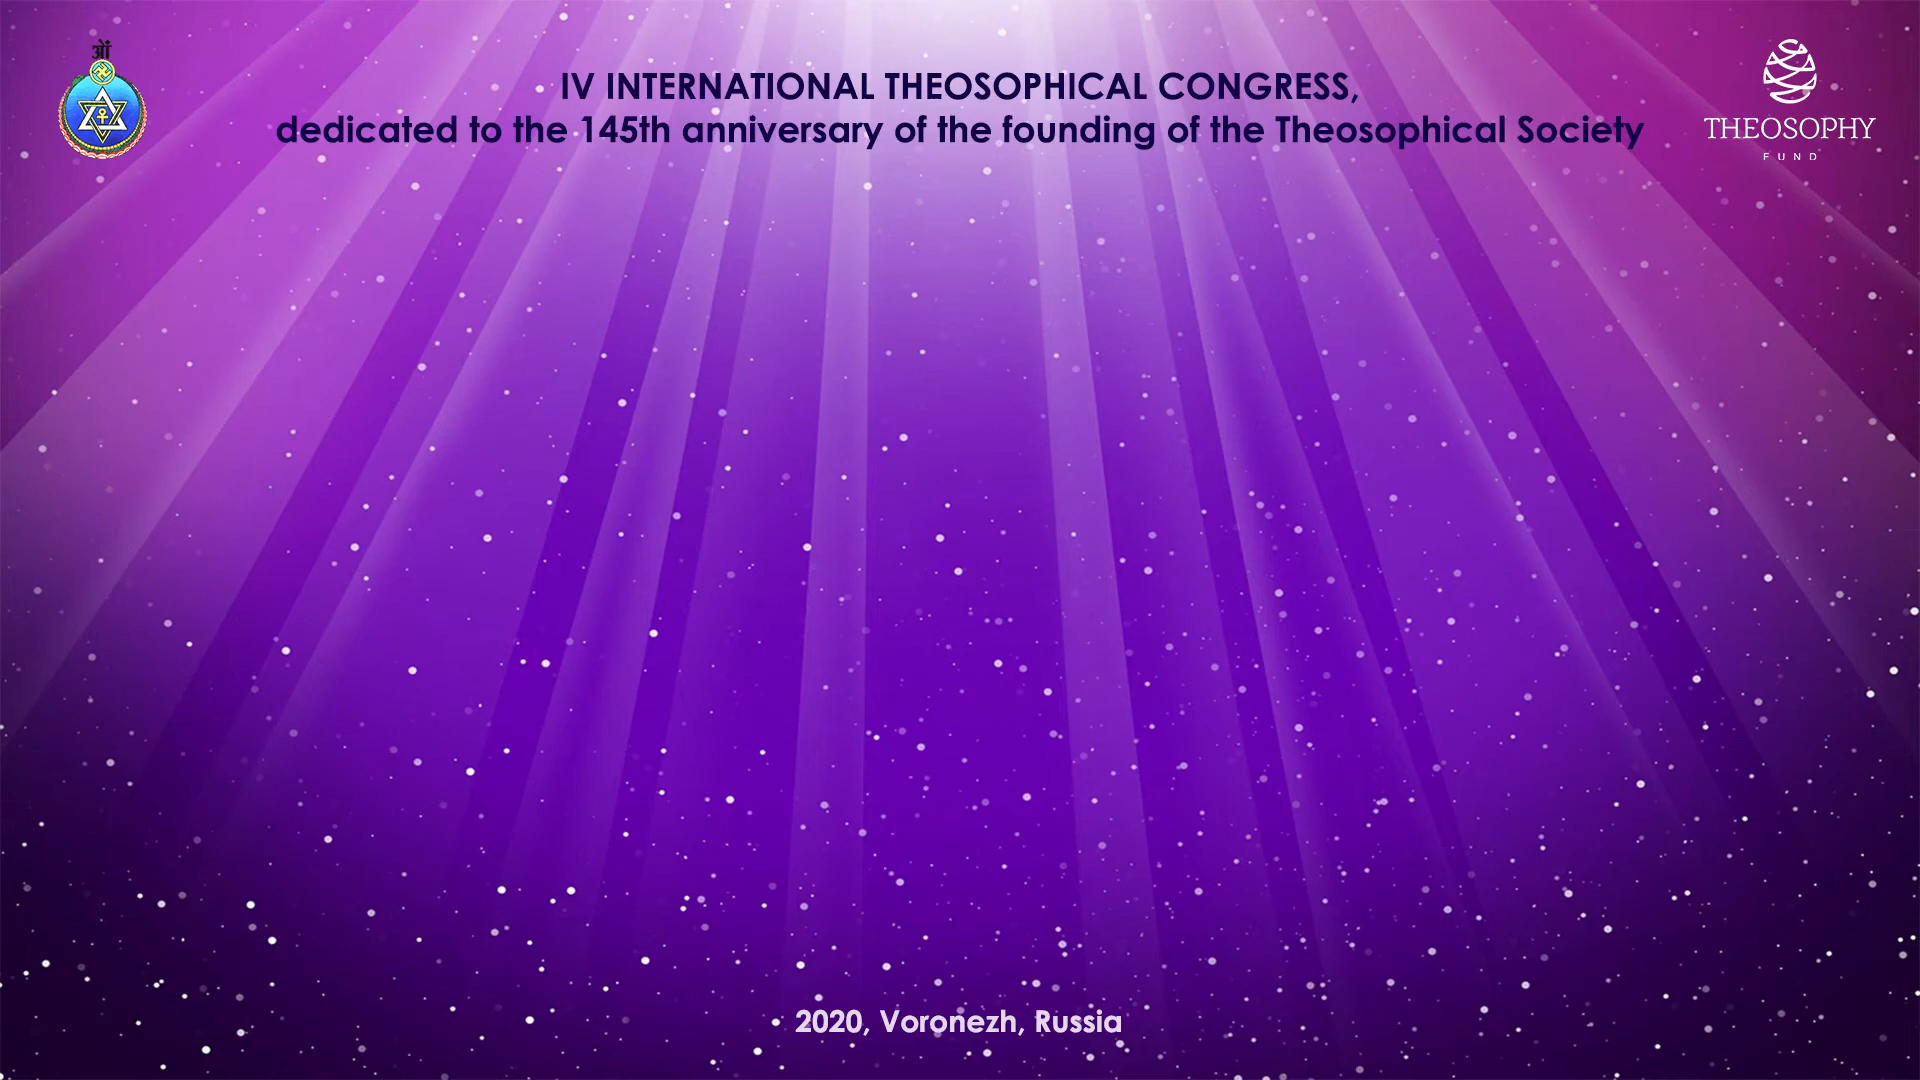 ओं
IV INTERNATIONAL THEOSOPHICAL CONGRESS,
dedicated to the 145th anniversary of the founding of the Theosophical Society
THEOSOPHY
FUND
2020, Voronezh, Russia